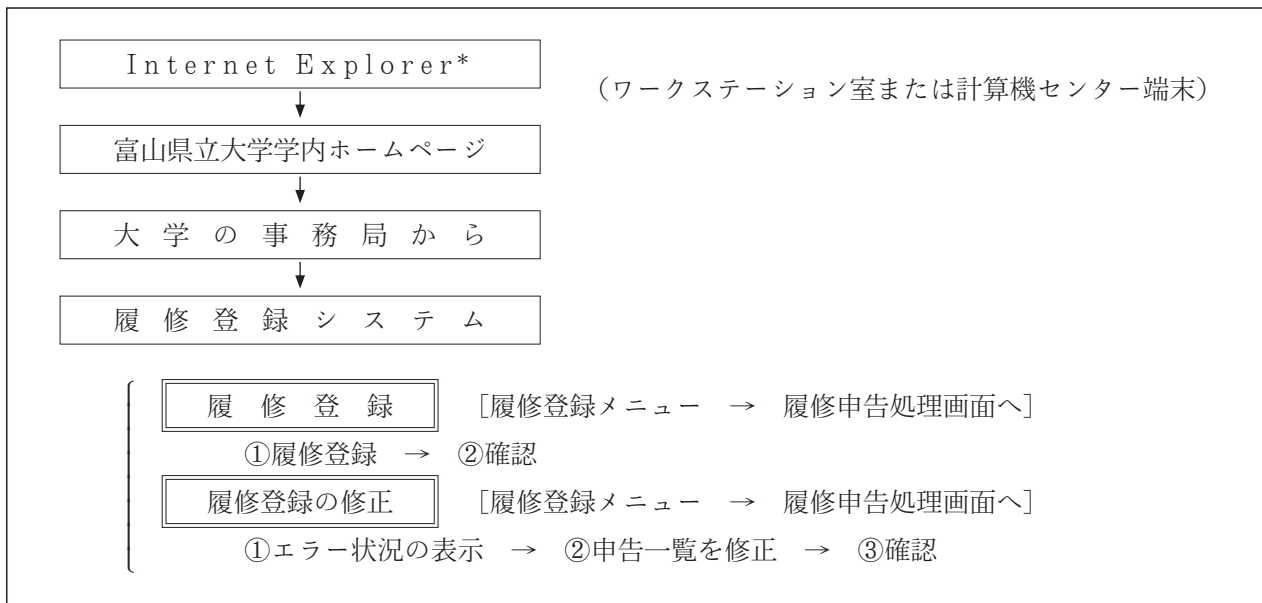 Internet Explorer*
（ワークステーション室または計算機センター端末）
富山県立大学学内ホームページ
大学の事務局から
履修登録システム
履修登録 ［履修登録メニュー → 履修申告処理画面へ］
①履修登録 → ②確認
履修登録の修正 ［履修登録メニュー → 履修申告処理画面へ］
①エラー状況の表示 → ②申告一覧を修正 → ③確認